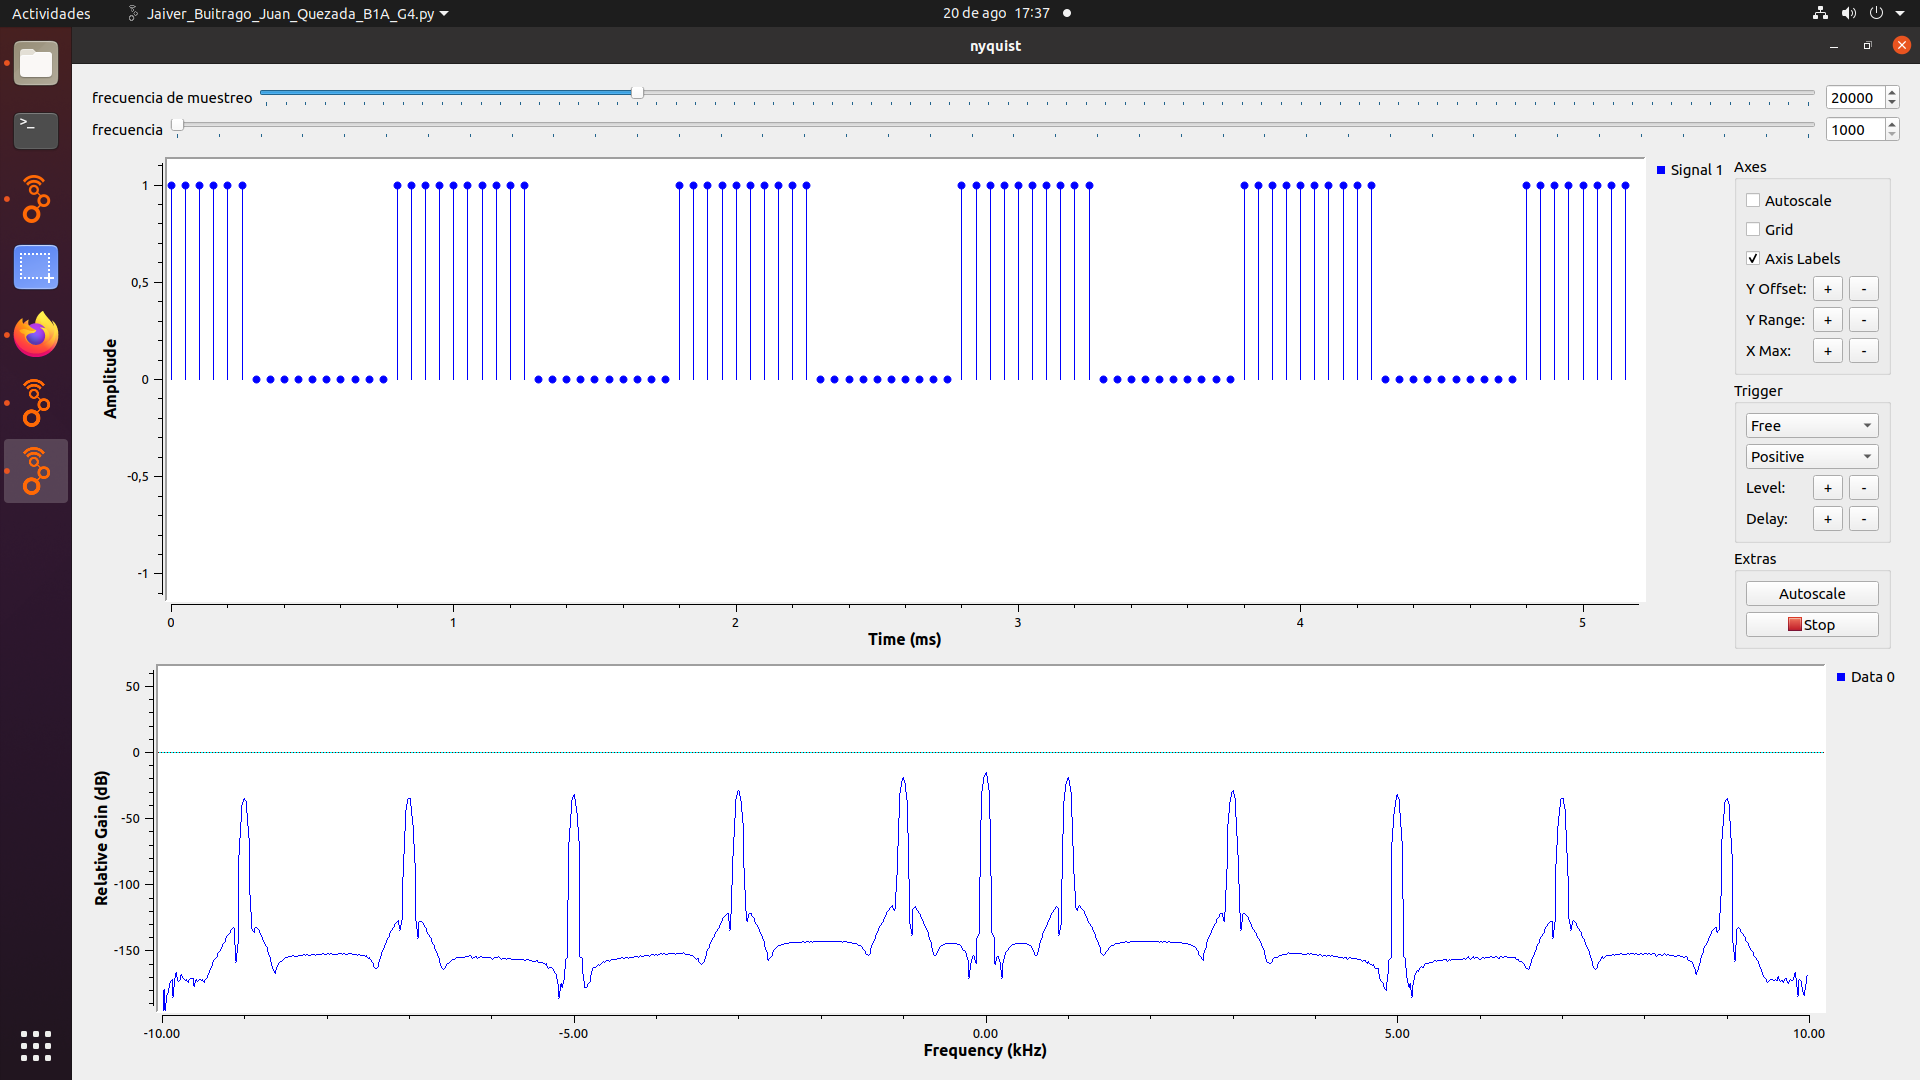 Actividades
Jaiver_Buitrago_Juan_Quezada_B1A_G4.py
20 de ago 17:37
nyquist
frecuencia de muestreo
20000
frecuencia
1000
Signal 1
Axes
Autoscale
Grid
Axis Labels
Y Offset: + -
Y Range: + -
X Max: + -
Trigger
Free
Positive
Level: + -
Delay: + -
Extras
Autoscale
Stop
Amplitude
1
0,5
0
-0,5
-1
0 1 2 3 4 5
Time (ms)
Data 0
Relative Gain (dB)
50
0
-50
-100
-150
-10.00 -5.00 0.00 5.00 10.00
Frequency (kHz)